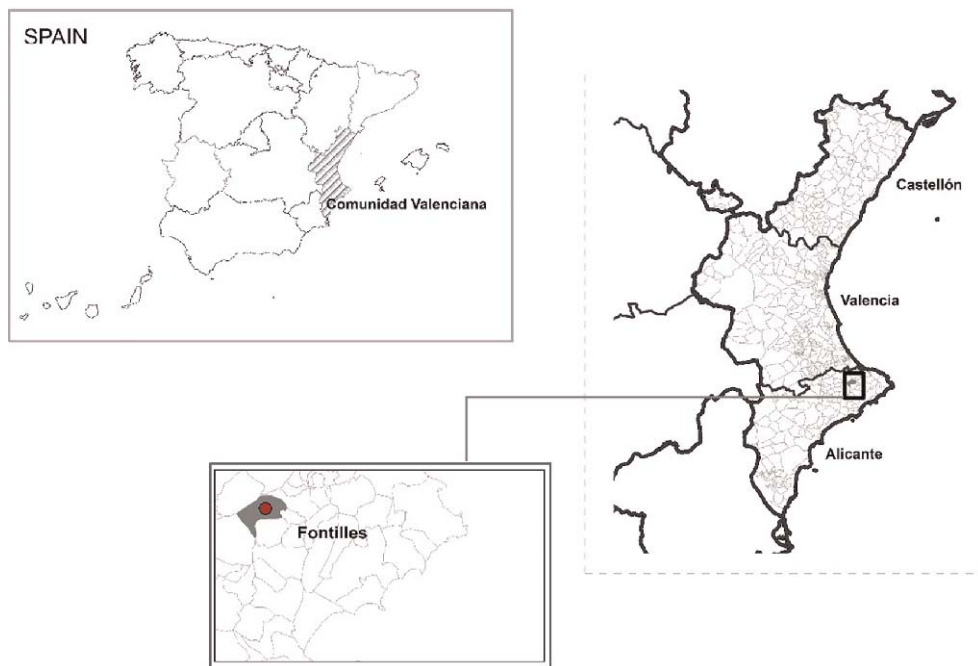 SPAIN
Comunidad Valenciana
Castellón
Valencia
Alicante
Fontilles